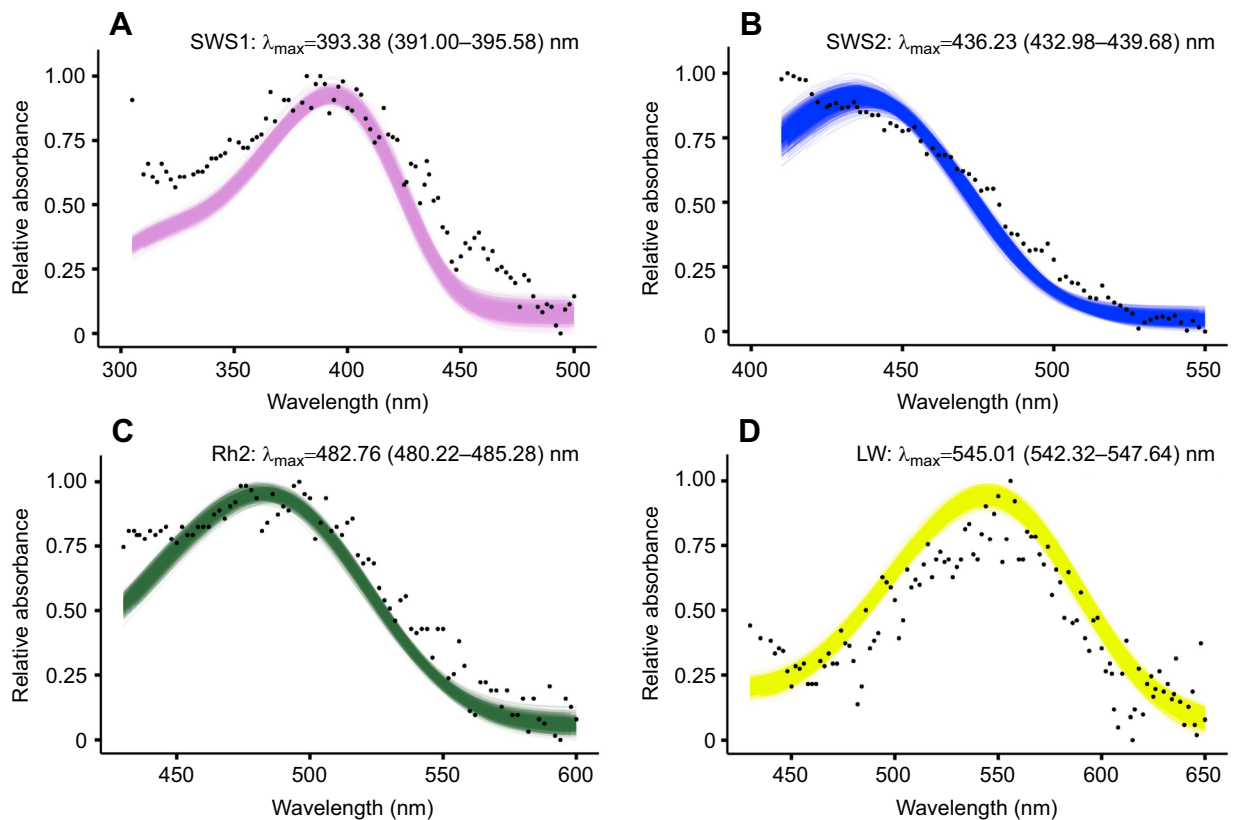 A
SWS1: λmax=393.38 (391.00–395.58) nm
1.00
0.75
0.50
0.25
0
Relative absorbance
300
350
400
450
500
Wavelength (nm)
B
SWS2: λmax=436.23 (432.98–439.68) nm
1.00
0.75
0.50
0.25
0
Relative absorbance
400
450
500
550
Wavelength (nm)
C
Rh2: λmax=482.76 (480.22–485.28) nm
1.00
0.75
0.50
0.25
0
Relative absorbance
450
500
550
600
Wavelength (nm)
D
LW: λmax=545.01 (542.32–547.64) nm
1.00
0.75
0.50
0.25
0
Relative absorbance
450
500
550
600
650
Wavelength (nm)